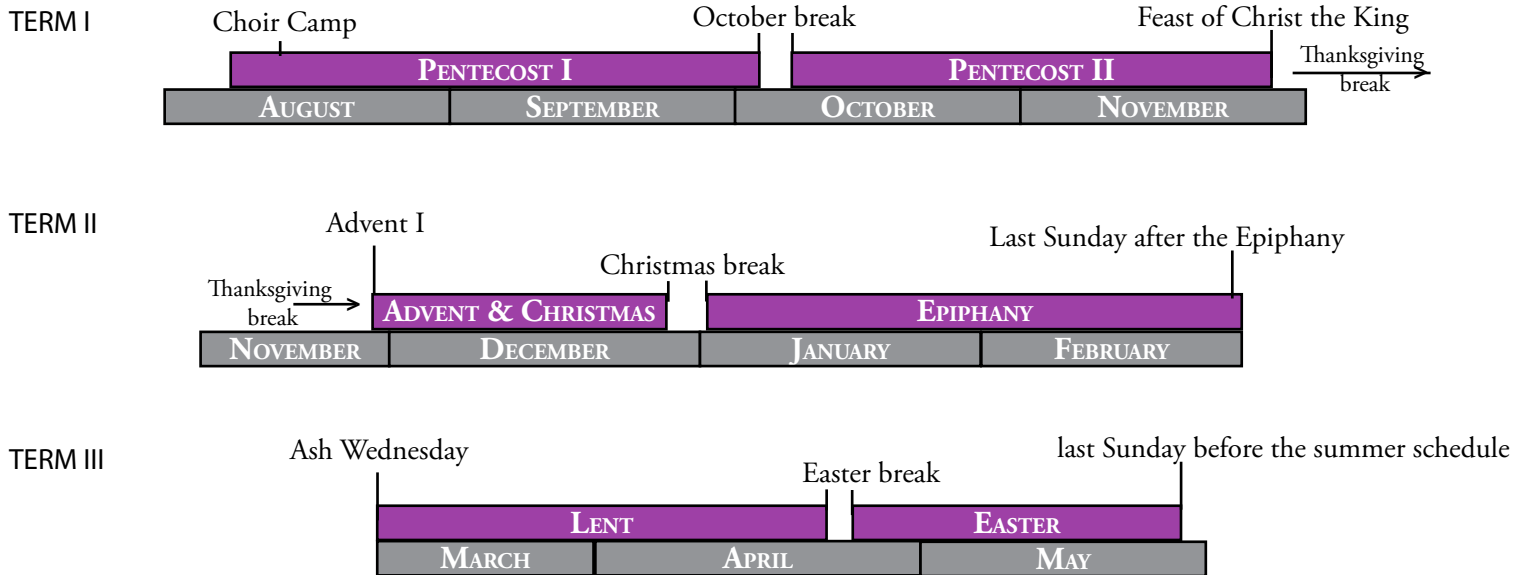 TERM I
Choir Camp
October break
Feast of Christ the King
Pentecost I
Pentecost II
Thanksgiving
break
August
September
October
November
TERM II
Advent I
Christmas break
Last Sunday after the Epiphany
Thanksgiving
break
Advent & Christmas
Epiphany
November
December
January
February
TERM III
Ash Wednesday
Easter break
last Sunday before the summer schedule
Lent
Easter
March
April
May